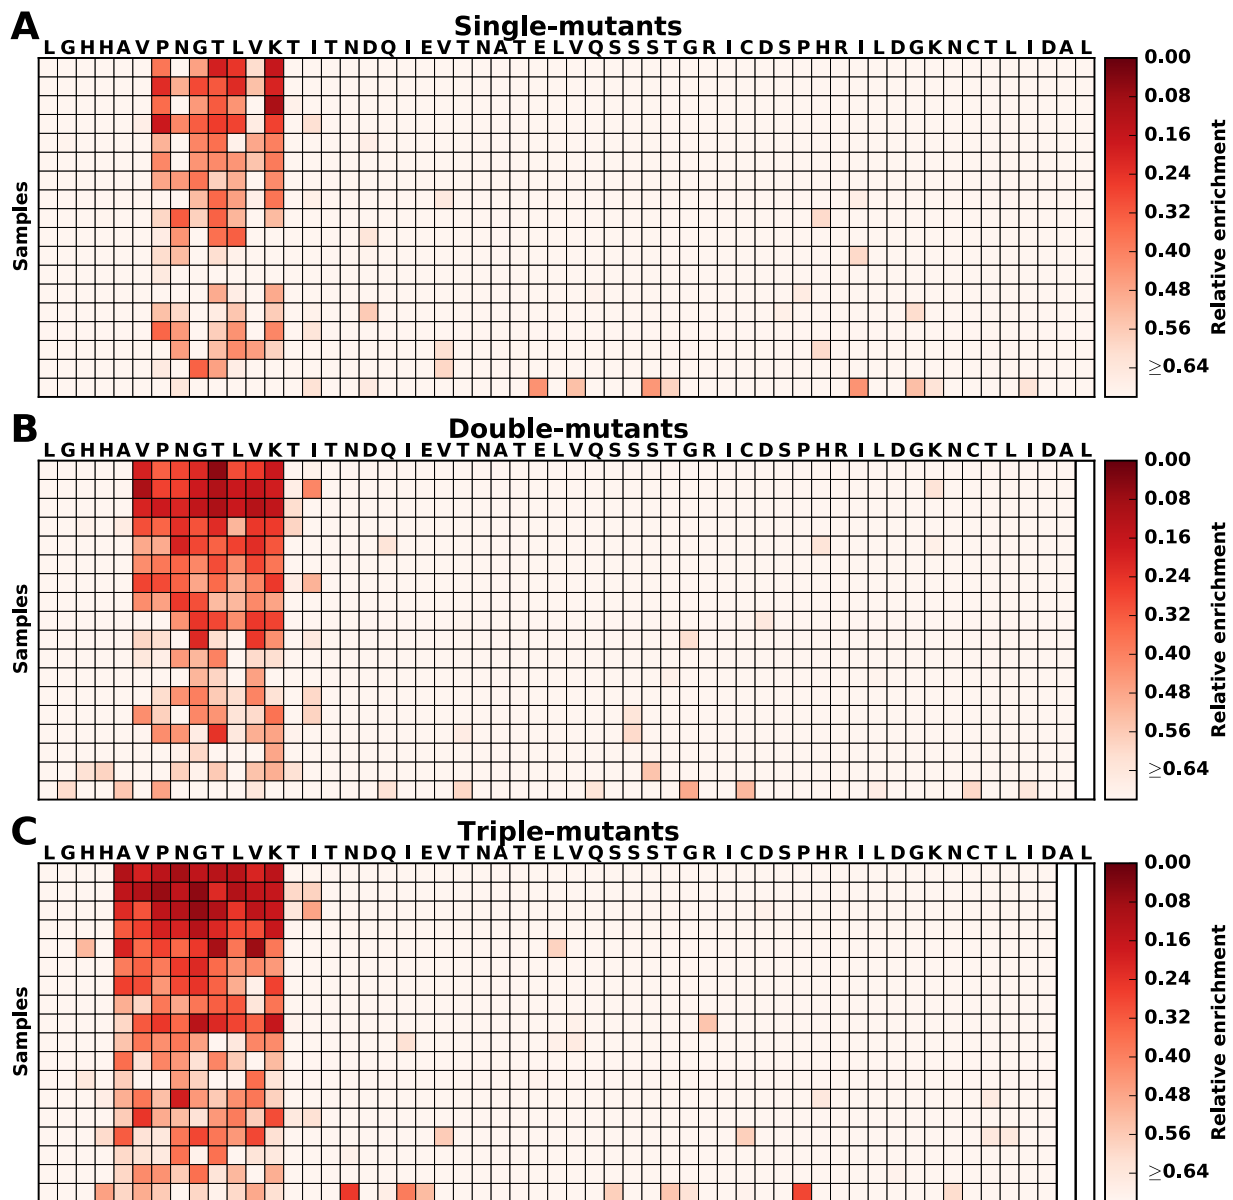 A
Single-mutants
L G H H A V P N G T L V K T I T N D Q I E V T N A T E L V Q S S S T G R I C D S P H R I L D G K N C T L I D A L
Samples
0.00
0.08
0.16
0.24
0.32
0.40
0.48
0.56
≥0.64
Relative enrichment
B
Double-mutants
L G H H A V P N G T L V K T I T N D Q I E V T N A T E L V Q S S S T G R I C D S P H R I L D G K N C T L I D A L
Samples
0.00
0.08
0.16
0.24
0.32
0.40
0.48
0.56
≥0.64
Relative enrichment
C
Triple-mutants
L G H H A V P N G T L V K T I T N D Q I E V T N A T E L V Q S S S T G R I C D S P H R I L D G K N C T L I D A L
Samples
0.00
0.08
0.16
0.24
0.32
0.40
0.48
0.56
≥0.64
Relative enrichment